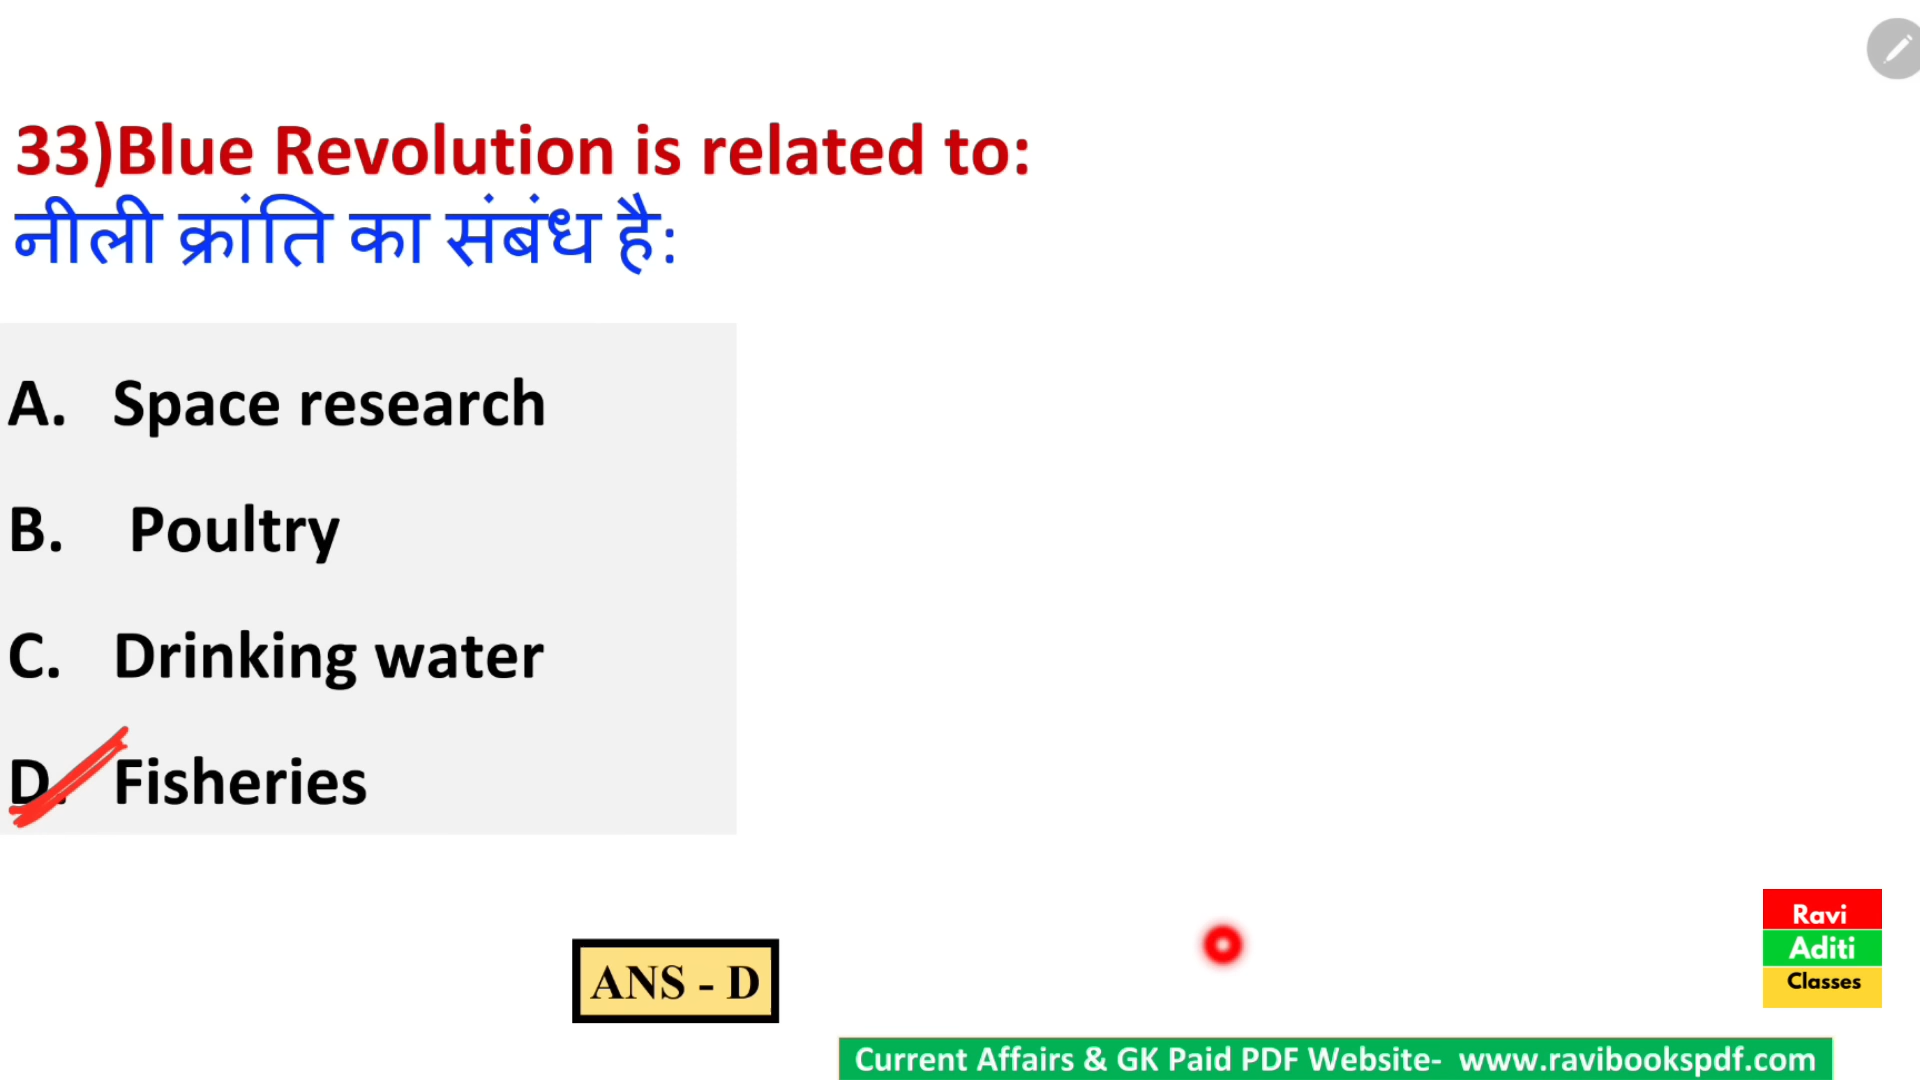 33)Blue Revolution is related to:
नीली क्रांति का संबंध है:
A. Space research
B. Poultry
C. Drinking water
D. Fisheries
ANS - D
Ravi
Aditi
Classes
Current Affairs & GK Paid PDF Website- www.ravibookspdf.com